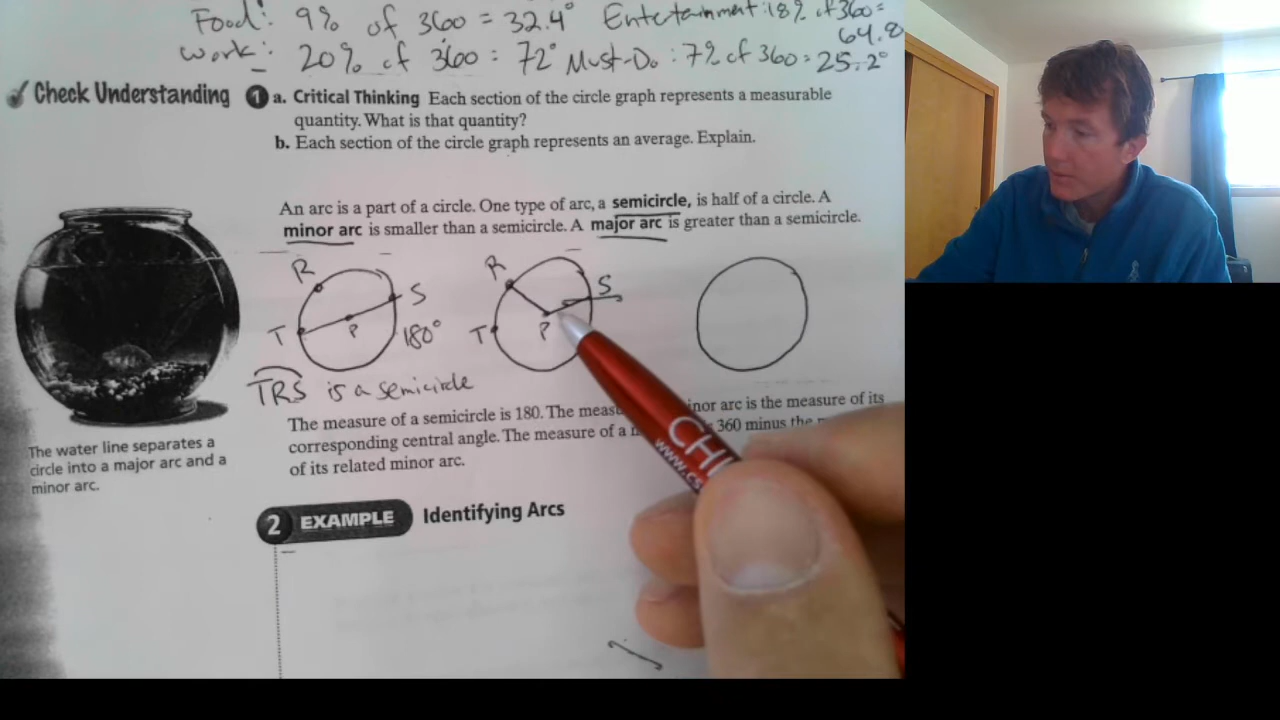 Food: 9% of 360 = 32.4° Entertainment: 18% of 360 =
64.8
Work: 20% of 360 = 72° Must-Do: 7% of 360 = 25.2°
Check Understanding
1 a. Critical Thinking Each section of the circle graph represents a measurable
quantity. What is that quantity?
b. Each section of the circle graph represents an average. Explain.
An arc is a part of a circle. One type of arc, a semicircle, is half of a circle. A
minor arc is smaller than a semicircle. A major arc is greater than a semicircle.
R
S
T
P
180°
R
S
T
P
TRS is a semicircle
The measure of a semicircle is 180. The minor arc is the measure of its
corresponding central angle. The measure of a 360 minus the
of its related minor arc.
The water line separates a
circle into a major arc and a
minor arc.
2 EXAMPLE Identifying Arcs